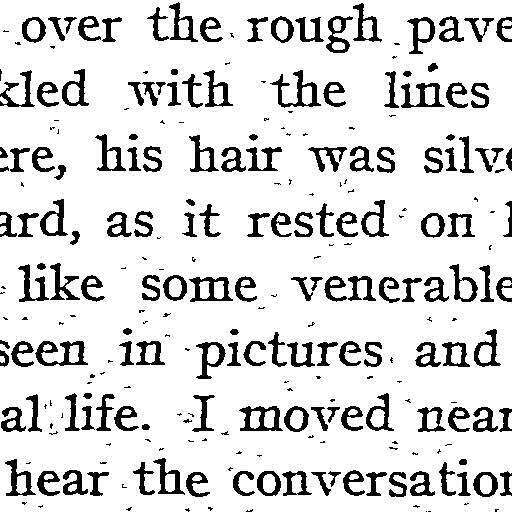 over the rough pave
kled with the lines
ere, his hair was silve
ard, as it rested on
like some venerable
seen in pictures and
al life. I moved near
hear the conversation